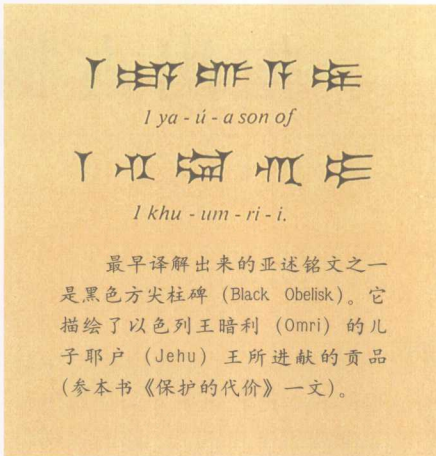 1 ya - ú - a son of
1 khu - um - ri - i.
最早译解出来的亚述铭文之一
是黑色方尖柱碑（Black Obelisk）。它
描绘了以色列王暗利（Omri）的儿
子耶户（Jehu）王所进献的贡品
（参本书《保护的代价》一文）。